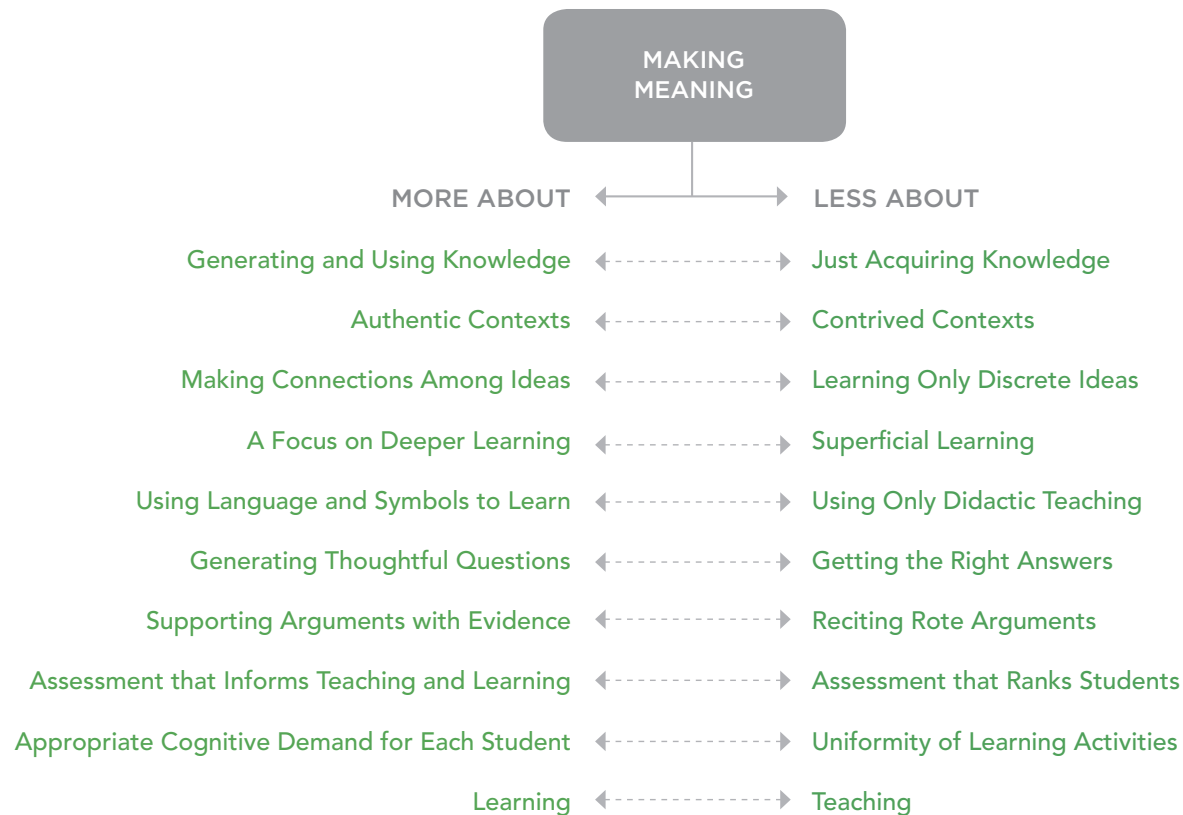 MAKING
MEANING
MORE ABOUT LESS ABOUT
Generating and Using Knowledge Just Acquiring Knowledge
Authentic Contexts Contrived Contexts
Making Connections Among Ideas Learning Only Discrete Ideas
A Focus on Deeper Learning Superficial Learning
Using Language and Symbols to Learn Using Only Didactic Teaching
Generating Thoughtful Questions Getting the Right Answers
Supporting Arguments with Evidence Reciting Rote Arguments
Assessment that Informs Teaching and Learning Assessment that Ranks Students
Appropriate Cognitive Demand for Each Student Uniformity of Learning Activities
Learning Teaching